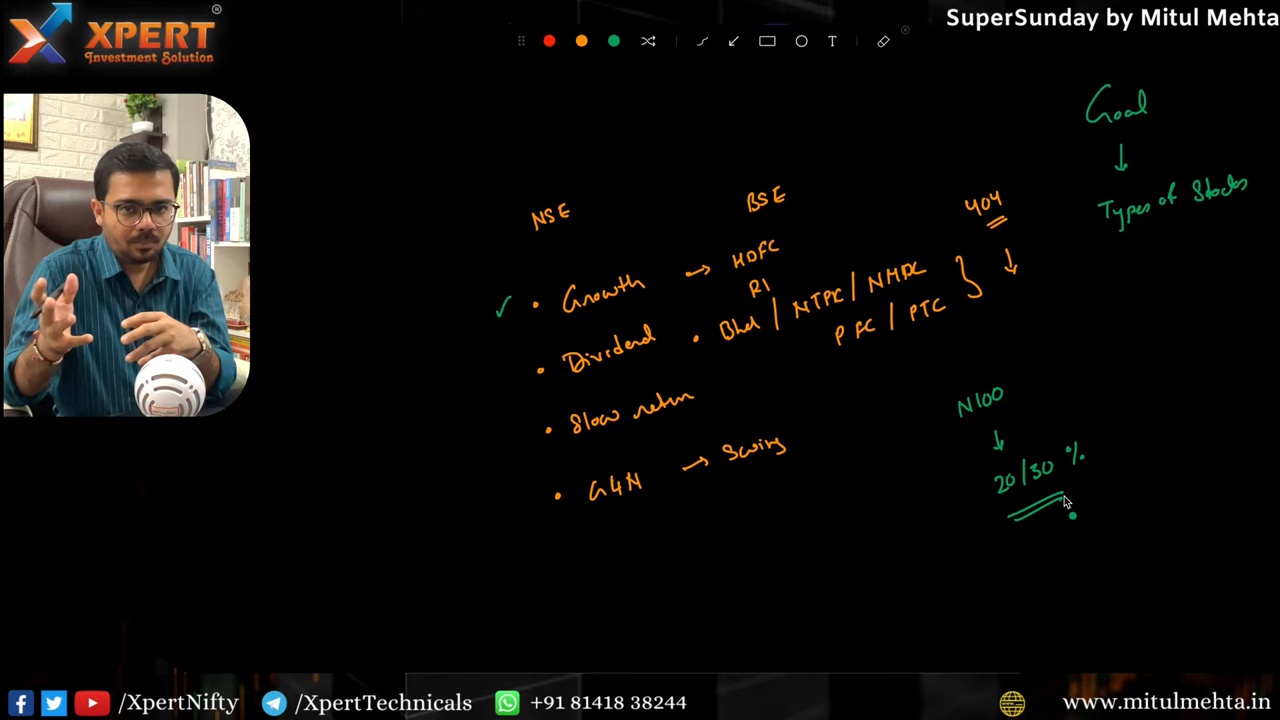 XPERT
Investment Solution
®
SuperSunday by Mitul Mehta
T
Goal
↓
Types of Stocks
NSE
BSE
404
↓
• Growth → HDFC
RI
• Dividend • Bhel / NTPC / NMDC
PFC / PTC
• Slow return
• G4N → Swing
N100
↓
20/30 %
/XpertNifty
/XpertTechnicals
+91 81418 38244
www.mitulmehta.in